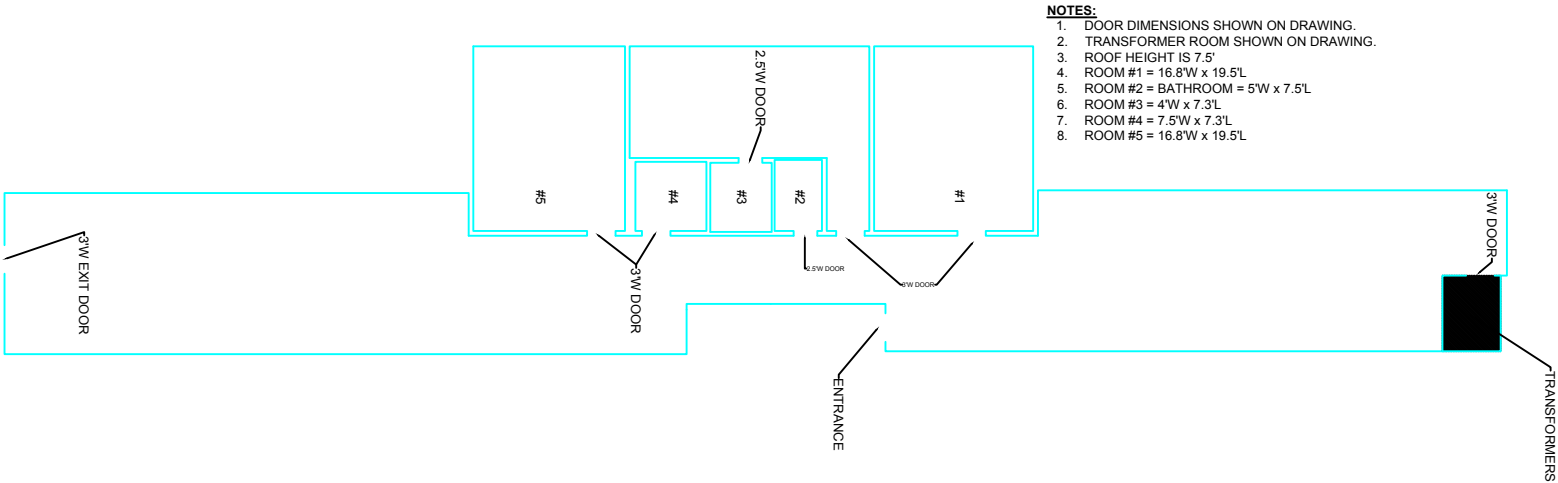 NOTES:
1. DOOR DIMENSIONS SHOWN ON DRAWING.
2. TRANSFORMER ROOM SHOWN ON DRAWING.
3. ROOF HEIGHT IS 7.5'
4. ROOM #1 = 16.8'W x 19.5'L
5. ROOM #2 = BATHROOM = 5'W x 7.5'L
6. ROOM #3 = 4'W x 7.3'L
7. ROOM #4 = 7.5'W x 7.3'L
8. ROOM #5 = 16.8'W x 19.5'L
2.5'W DOOR
#5
#4
#3
#2
#1
3'W DOOR
3'W EXIT DOOR
3'W DOOR
2.5'W DOOR
3'W DOOR
ENTRANCE
TRANSFORMERS